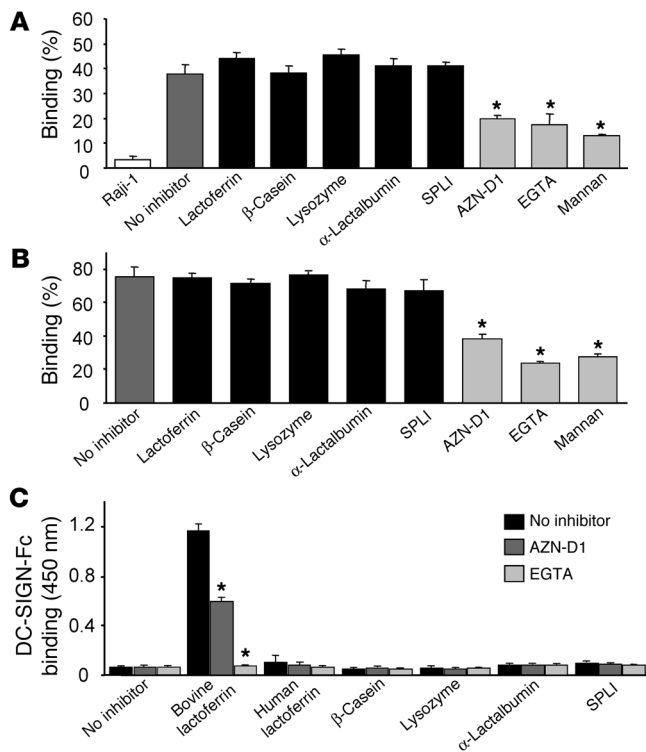 A
Binding (%)
60
50
40
30
20
10
0
* * *
Raji-1
No inhibitor
Lactoferrin
β-Casein
Lysozyme
α-Lactalbumin
SPLI
AZN-D1
EGTA
Mannan
B
Binding (%)
80
60
40
20
0
* * *
No inhibitor
Lactoferrin
β-Casein
Lysozyme
α-Lactalbumin
SPLI
AZN-D1
EGTA
Mannan
C
DC-SIGN-Fc
binding (450 nm)
1.2
0.8
0.4
0
* *
No inhibitor
AZN-D1
EGTA
No inhibitor
Bovine
lactoferrin
Human
lactoferrin
β-Casein
Lysozyme
α-Lactalbumin
SPLI